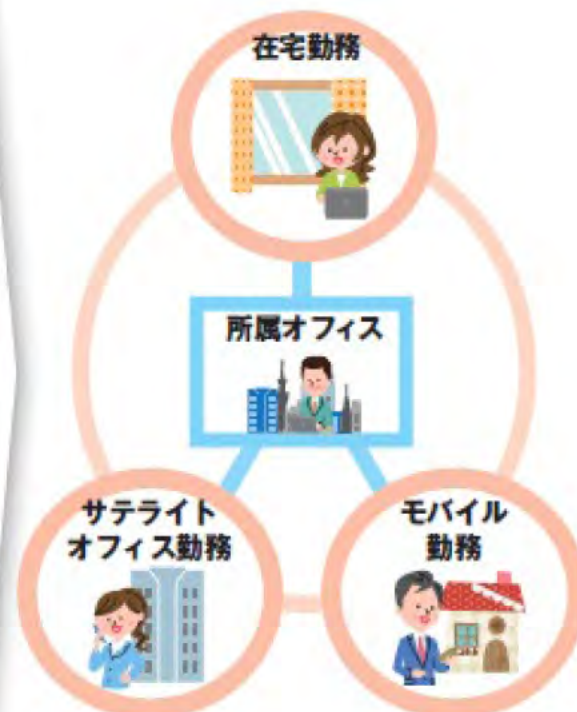 在宅勤務
所属オフィス
サテライト
オフィス勤務
モバイル
勤務